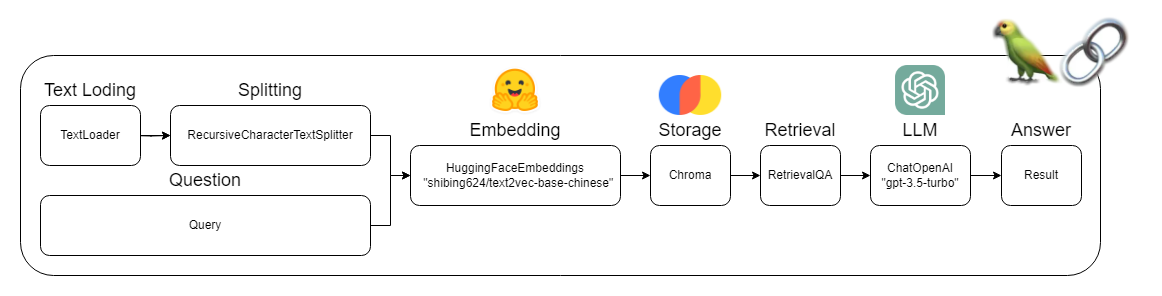 Text Loding
TextLoader
Splitting
RecursiveCharacterTextSplitter
Question
Query
Embedding
HuggingFaceEmbeddings
"shibing624/text2vec-base-chinese"
Storage
Chroma
Retrieval
RetrievalQA
LLM
ChatOpenAI
"gpt-3.5-turbo"
Answer
Result